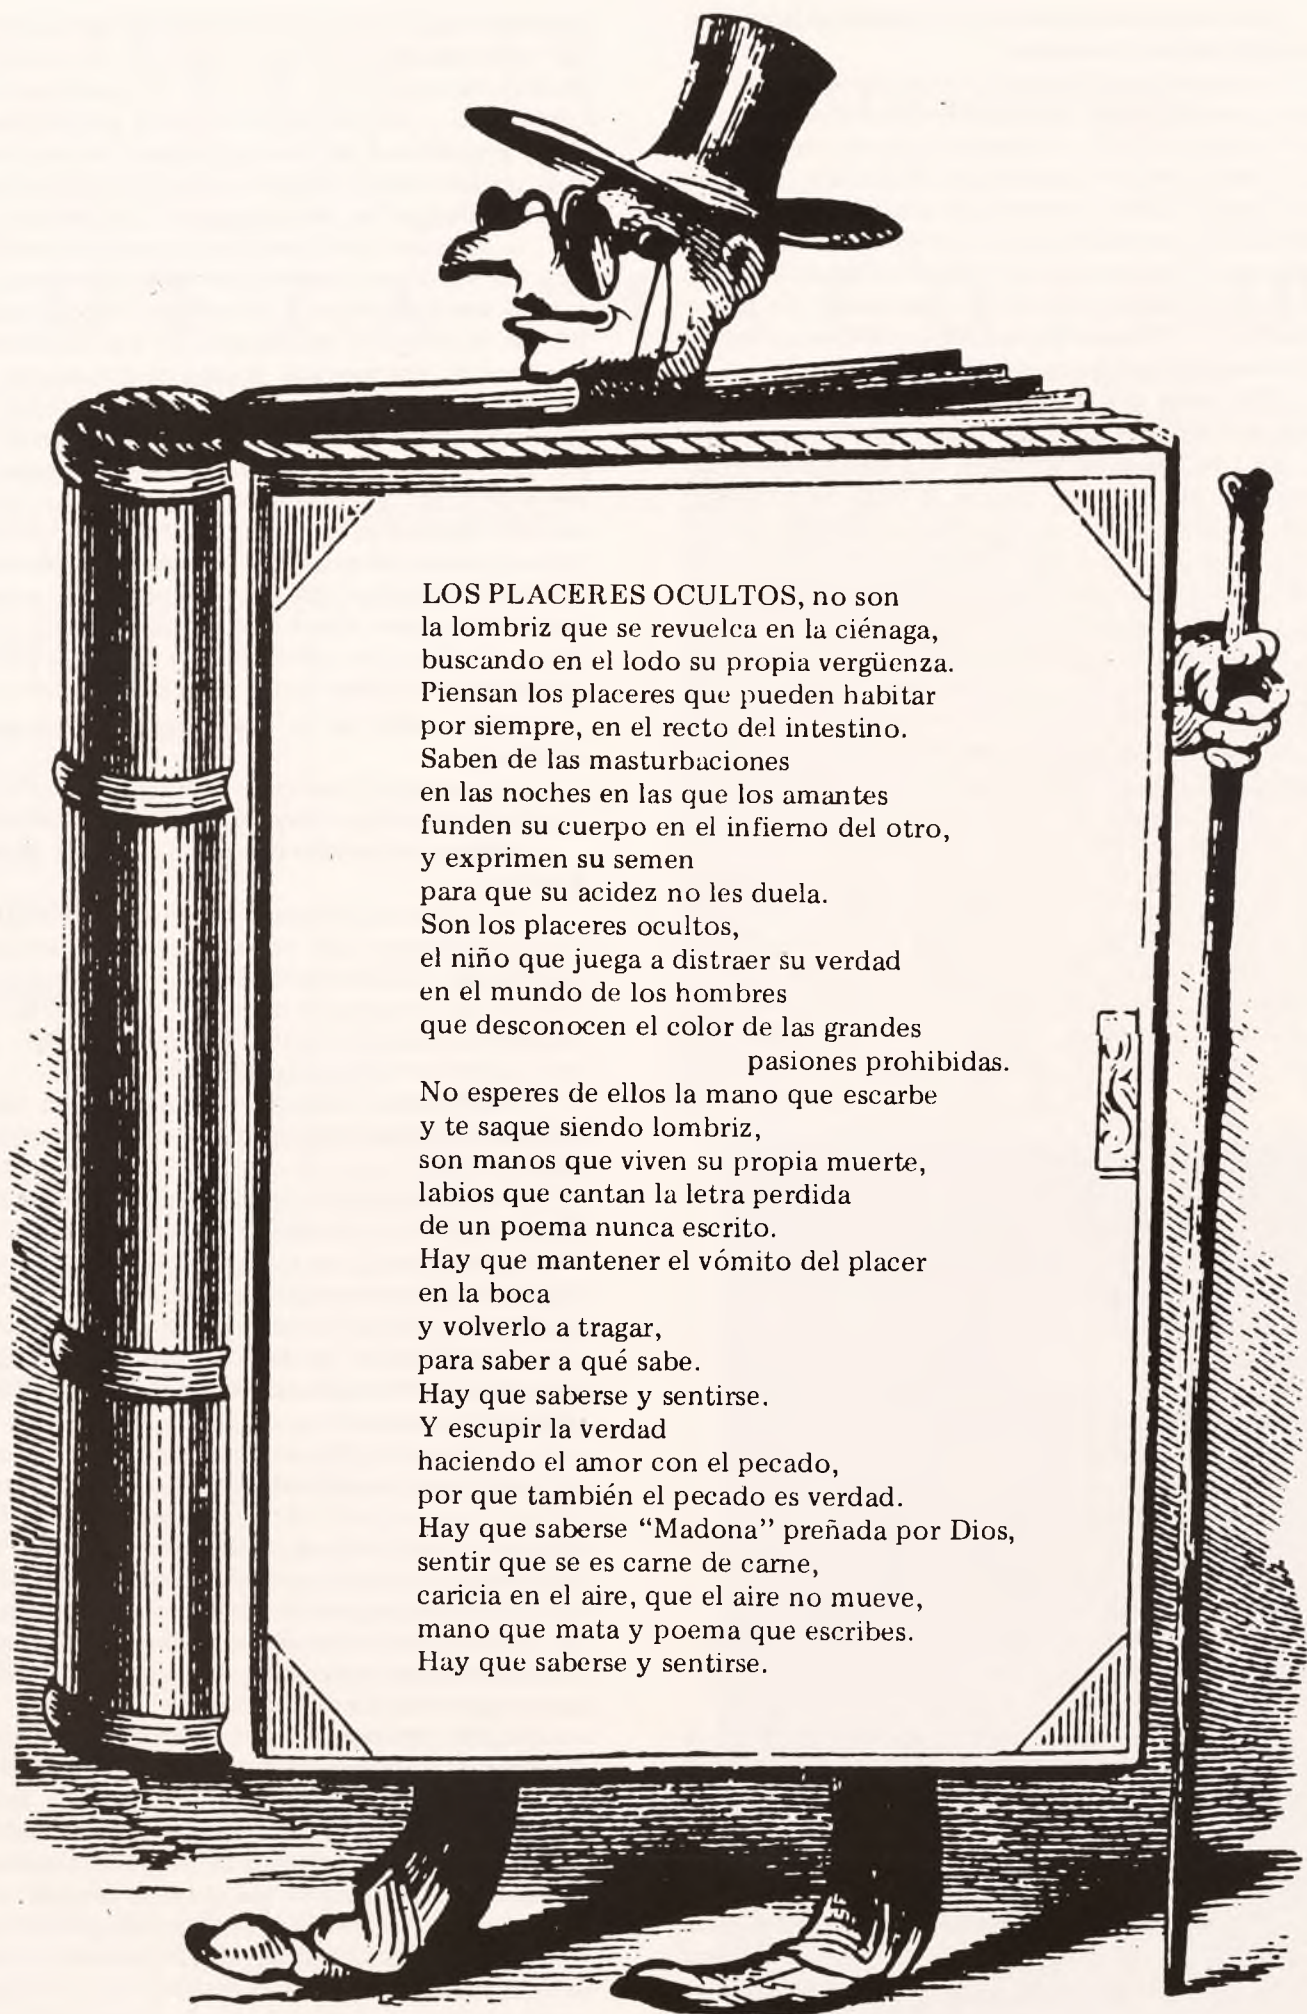 LOS PLACERES OCULTOS, no son
la lombriz que se revuelca en la ciénaga,
buscando en el lodo su propia vergüenza.
Piensan los placeres que pueden habitar
por siempre, en el recto del intestino.
Saben de las masturbaciones
en las noches en las que los amantes
funden su cuerpo en el infierno del otro,
y exprimen su semen
para que su acidez no les duela.
Son los placeres ocultos,
el niño que juega a distraer su verdad
en el mundo de los hombres
que desconocen el color de las grandes
pasiones prohibidas.
No esperes de ellos la mano que escarbe
y te saque siendo lombriz,
son manos que viven su propia muerte,
labios que cantan la letra perdida
de un poema nunca escrito.
Hay que mantener el vómito del placer
en la boca
y volverlo a tragar,
para saber a qué sabe.
Hay que saberse y sentirse.
Y escupir la verdad
haciendo el amor con el pecado,
por que también el pecado es verdad.
Hay que saberse “Madona” preñada por Dios,
sentir que se es carne de carne,
caricia en el aire, que el aire no mueve,
mano que mata y poema que escribes.
Hay que saberse y sentirse.